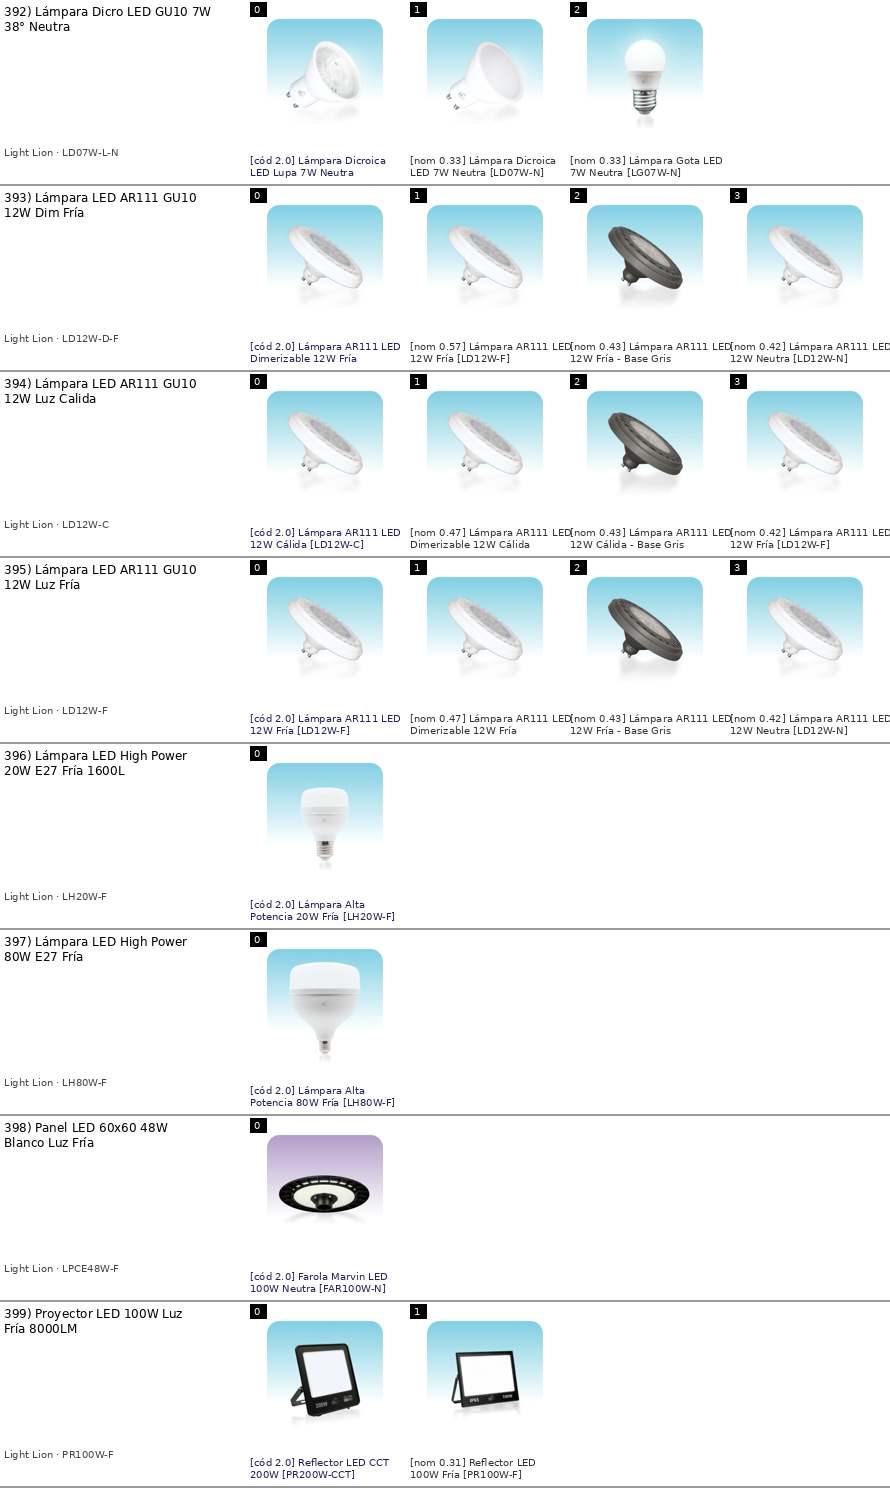 392) Lámpara Dicro LED GU10 7W
38° Neutra
Light Lion · LD07W-L-N
0
[cód 2.0] Lámpara Dicroica
LED Lupa 7W Neutra
1
[nom 0.33] Lámpara Dicroica
LED 7W Neutra [LD07W-N]
2
[nom 0.33] Lámpara Gota LED
7W Neutra [LG07W-N]
393) Lámpara LED AR111 GU10
12W Dim Fría
Light Lion · LD12W-D-F
0
[cód 2.0] Lámpara AR111 LED
Dimerizable 12W Fría
1
[nom 0.57] Lámpara AR111 LED
12W Fría [LD12W-F]
2
[nom 0.43] Lámpara AR111 LED
12W Fría - Base Gris
3
[nom 0.42] Lámpara AR111 LED
12W Neutra [LD12W-N]
394) Lámpara LED AR111 GU10
12W Luz Calida
Light Lion · LD12W-C
0
[cód 2.0] Lámpara AR111 LED
12W Cálida [LD12W-C]
1
[nom 0.47] Lámpara AR111 LED
Dimerizable 12W Cálida
2
[nom 0.43] Lámpara AR111 LED
12W Cálida - Base Gris
3
[nom 0.42] Lámpara AR111 LED
12W Fría [LD12W-F]
395) Lámpara LED AR111 GU10
12W Luz Fría
Light Lion · LD12W-F
0
[cód 2.0] Lámpara AR111 LED
12W Fría [LD12W-F]
1
[nom 0.47] Lámpara AR111 LED
Dimerizable 12W Fría
2
[nom 0.43] Lámpara AR111 LED
12W Fría - Base Gris
3
[nom 0.42] Lámpara AR111 LED
12W Neutra [LD12W-N]
396) Lámpara LED High Power
20W E27 Fría 1600L
Light Lion · LH20W-F
0
[cód 2.0] Lámpara Alta
Potencia 20W Fría [LH20W-F]
397) Lámpara LED High Power
80W E27 Fría
Light Lion · LH80W-F
0
[cód 2.0] Lámpara Alta
Potencia 80W Fría [LH80W-F]
398) Panel LED 60x60 48W
Blanco Luz Fría
Light Lion · LPCE48W-F
0
[cód 2.0] Farola Marvin LED
100W Neutra [FAR100W-N]
399) Proyector LED 100W Luz
Fría 8000LM
Light Lion · PR100W-F
0
200W
[cód 2.0] Reflector LED CCT
200W [PR200W-CCT]
1
IP65
100W
[nom 0.31] Reflector LED
100W Fría [PR100W-F]